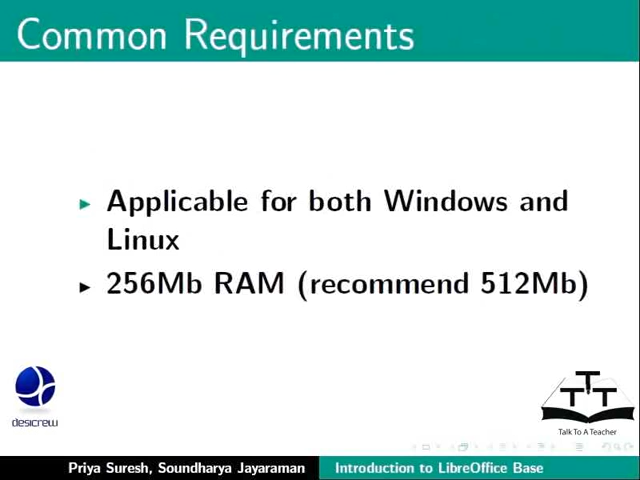 Common Requirements
Applicable for both Windows and
Linux
256Mb RAM (recommend 512Mb)
desicrew
T T T
Talk To A Teacher
Priya Suresh, Soundharya Jayaraman
Introduction to LibreOffice Base